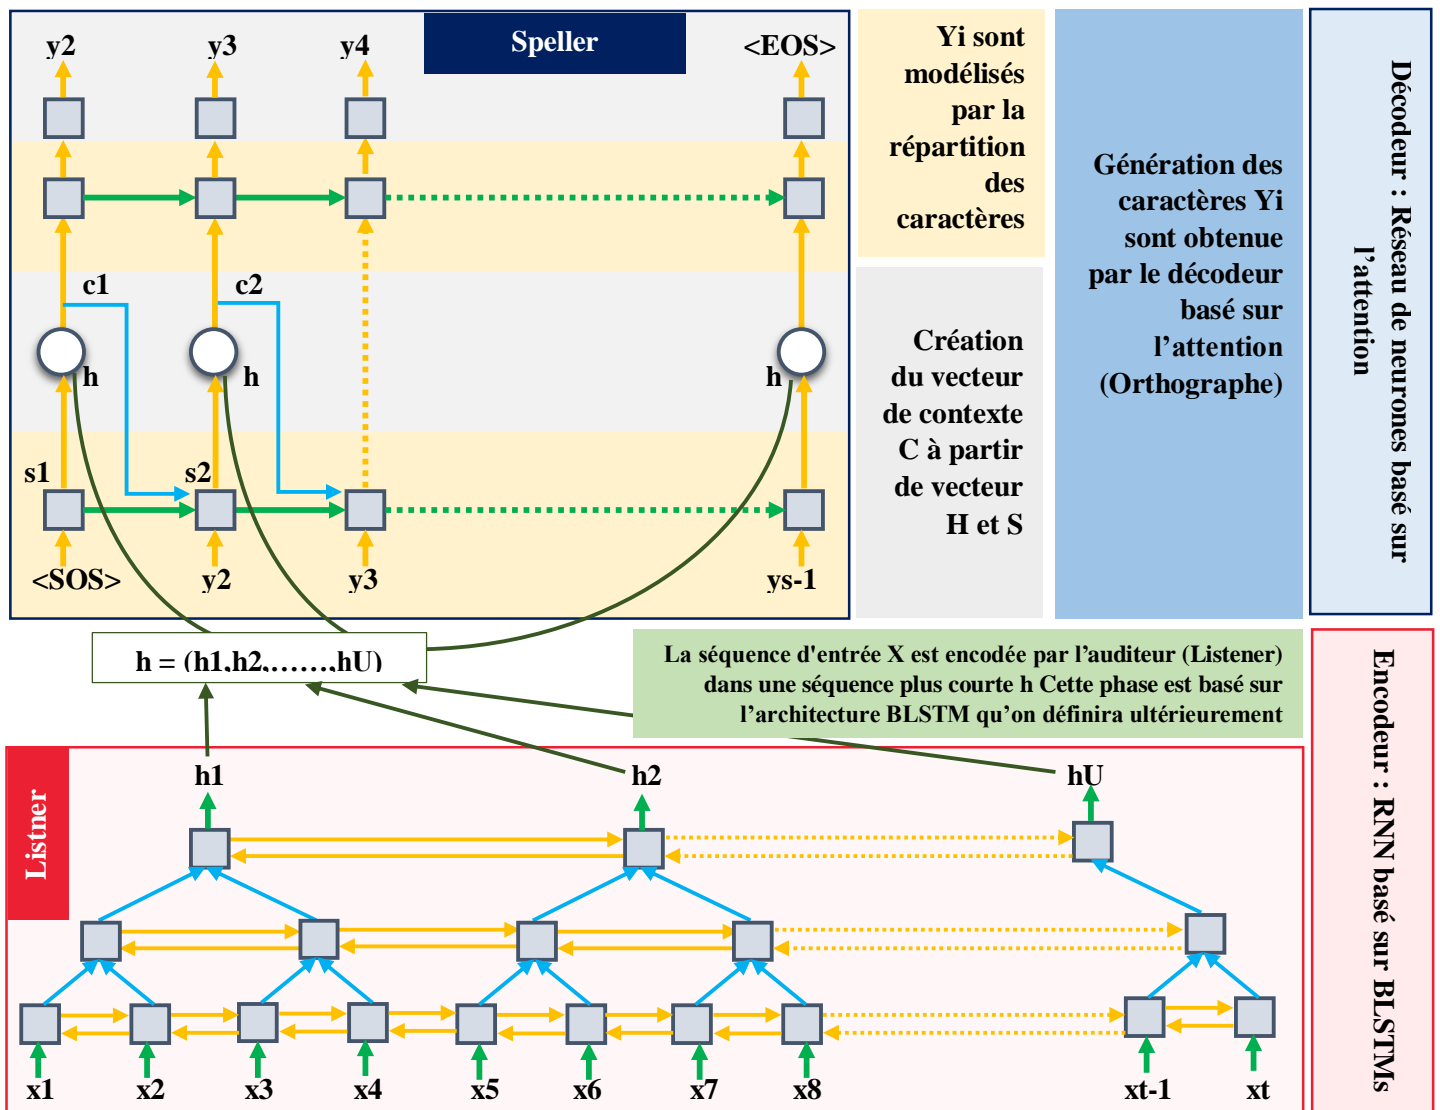 Speller
y2 y3 y4 <EOS>
c1 c2
h h h
s1 s2
<SOS> y2 y3 ys-1
Yi sont
modélisés
par la
répartition
des
caractères
Création
du vecteur
de contexte
C à partir
de vecteur
H et S
Génération des
caractères Yi
sont obtenue
par le décodeur
basé sur
l’attention
(Orthographe)
Décodeur : Réseau de neurones basé sur
l’attention
h = (h1,h2,……,hU)
La séquence d'entrée X est encodée par l’auditeur (Listener)
dans une séquence plus courte h Cette phase est basé sur
l’architecture BLSTM qu’on définira ultérieurement
Listner
h1 h2 hU
x1 x2 x3 x4 x5 x6 x7 x8 xt-1 xt
Encodeur : RNN basé sur BLSTMs